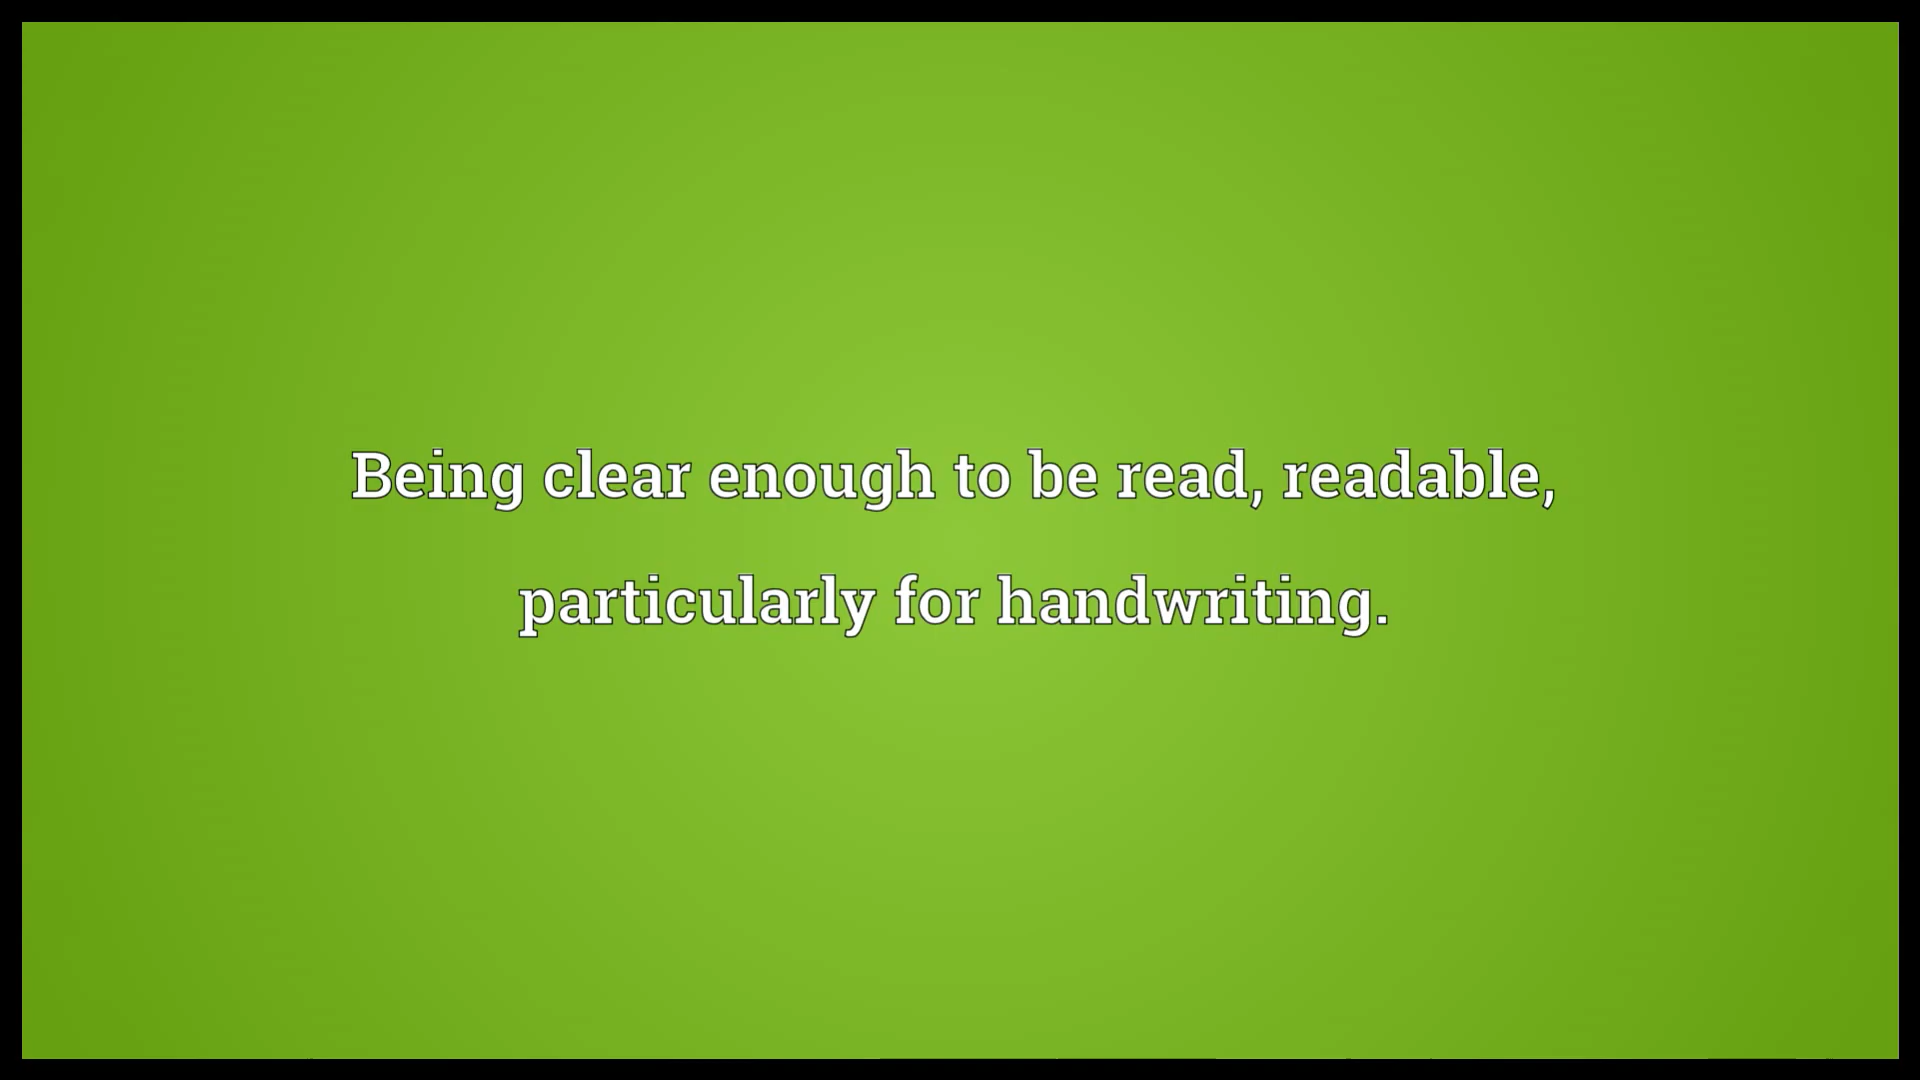 Being clear enough to be read, readable,
particularly for handwriting.